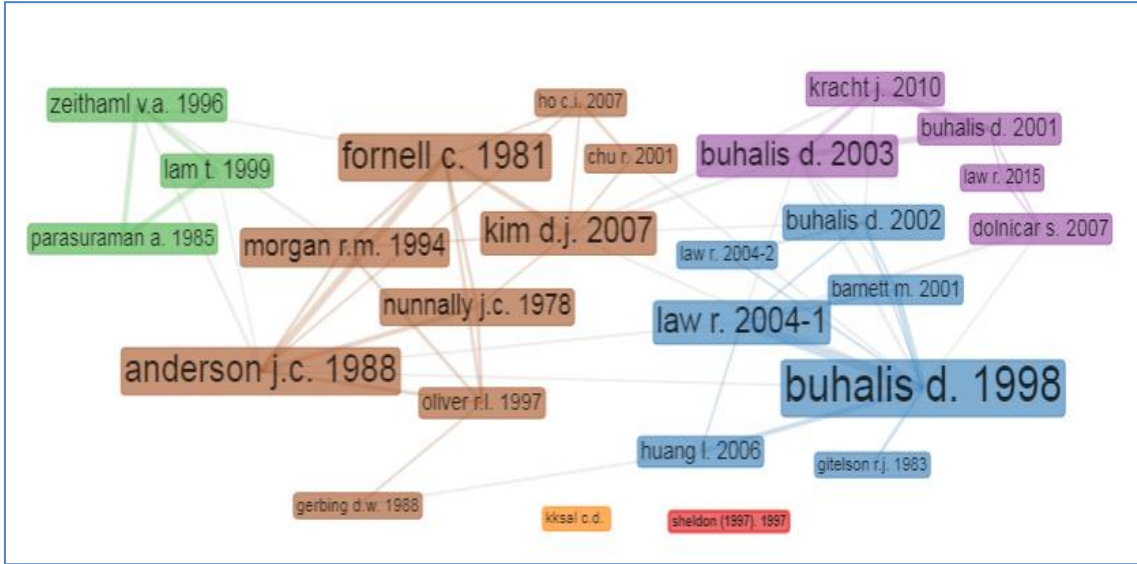 kracht j. 2010
zeithaml v.a. 1996
ho c.i. 2007
buhalis d. 2001
fornell c. 1981
chu r. 2001
buhalis d. 2003
lam t. 1999
law r. 2015
buhalis d. 2002
kim d.j. 2007
dolnicar s. 2007
parasuraman a. 1985
morgan r.m. 1994
law r. 2004-2
barnett m. 2001
nunnally j.c. 1978
law r. 2004-1
anderson j.c. 1988
buhalis d. 1998
oliver r.l. 1997
huang l. 2006
gitelson r.j. 1983
gerbing d.w. 1988
kksal c.d.
sheldon (1997). 1997